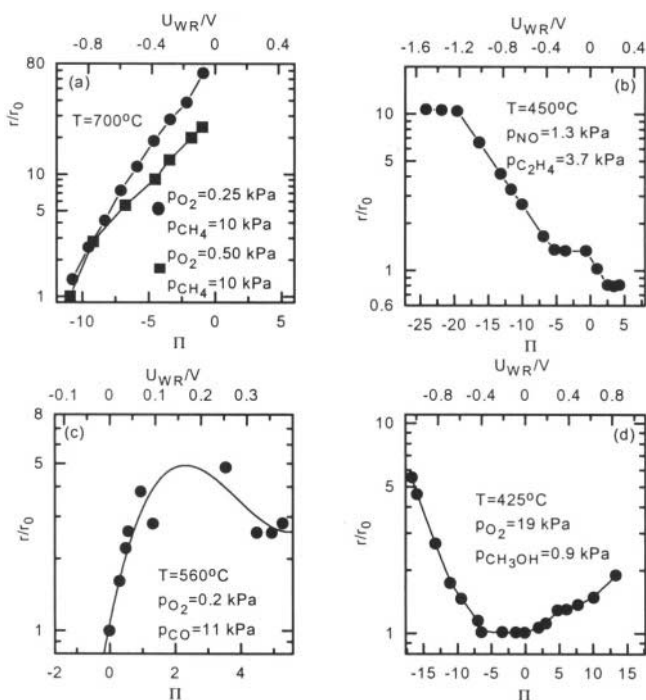 U_WR/V
-0.8 -0.4 0 0.4
80
(a)
T=700°C
10
5
1
r/r₀
p_O₂=0.25 kPa
p_CH₄=10 kPa
p_O₂=0.50 kPa
p_CH₄=10 kPa
-10 -5 0 5
Π
U_WR/V
-1.6 -1.2 -0.8 -0.4 0 0.4
(b)
T=450°C
p_NO=1.3 kPa
p_C₂H₄=3.7 kPa
10
5
1
0.6
r/r₀
-25 -20 -15 -10 -5 0 5
Π
U_WR/V
-0.1 0 0.1 0.2 0.3
8
(c)
5
1
r/r₀
T=560°C
p_O₂=0.2 kPa
p_CO=11 kPa
-2 0 2 4
Π
U_WR/V
-0.8 -0.4 0 0.4 0.8
10
(d)
5
1
r/r₀
T=425°C
p_O₂=19 kPa
p_CH₃OH=0.9 kPa
-15 -10 -5 0 5 10 15
Π